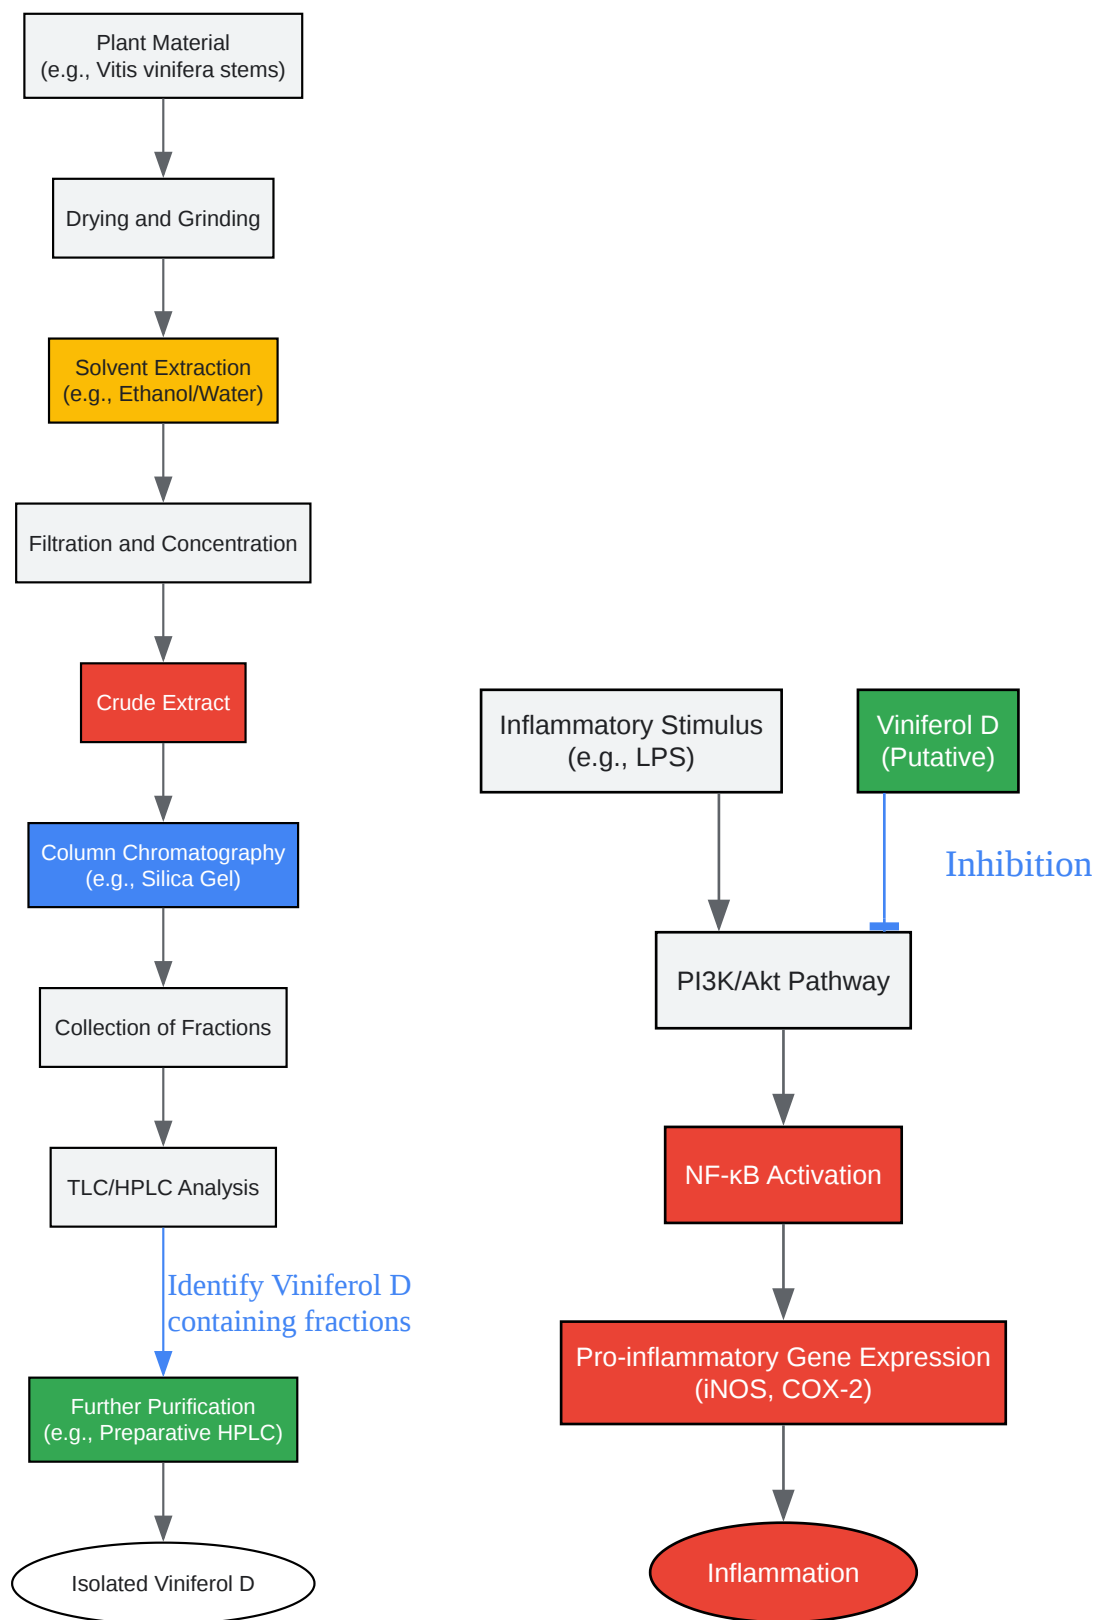 Plant Material
(e.g., Vitis vinifera stems)
Drying and Grinding
Solvent Extraction
(e.g., Ethanol/Water)
Filtration and Concentration
Crude Extract
Column Chromatography
(e.g., Silica Gel)
Collection of Fractions
TLC/HPLC Analysis
Identify Viniferol D
containing fractions
Further Purification
(e.g., Preparative HPLC)
Isolated Viniferol D
Inflammatory Stimulus
(e.g., LPS)
Viniferol D
(Putative)
Inhibition
PI3K/Akt Pathway
NF-κB Activation
Pro-inflammatory Gene Expression
(iNOS, COX-2)
Inflammation